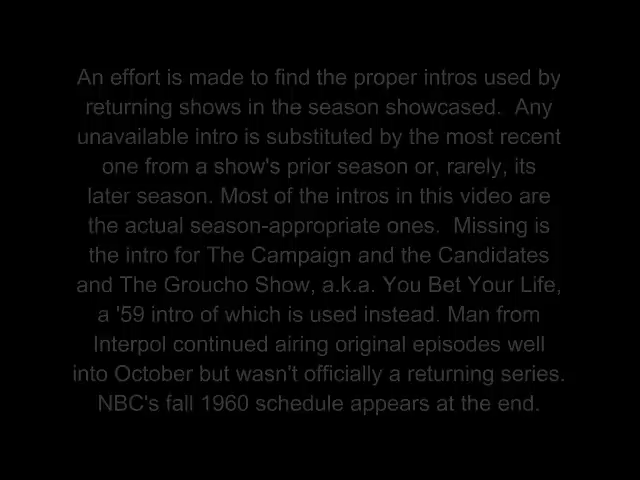 An effort is made to find the proper intros used by
returning shows in the season showcased.  Any
unavailable intro is substituted by the most recent
one from a show's prior season or, rarely, its
later season. Most of the intros in this video are
the actual season-appropriate ones.  Missing is
the intro for The Campaign and the Candidates
and The Groucho Show, a.k.a. You Bet Your Life,
a '59 intro of which is used instead. Man from
Interpol continued airing original episodes well
into October but wasn't officially a returning series.
NBC's fall 1960 schedule appears at the end.